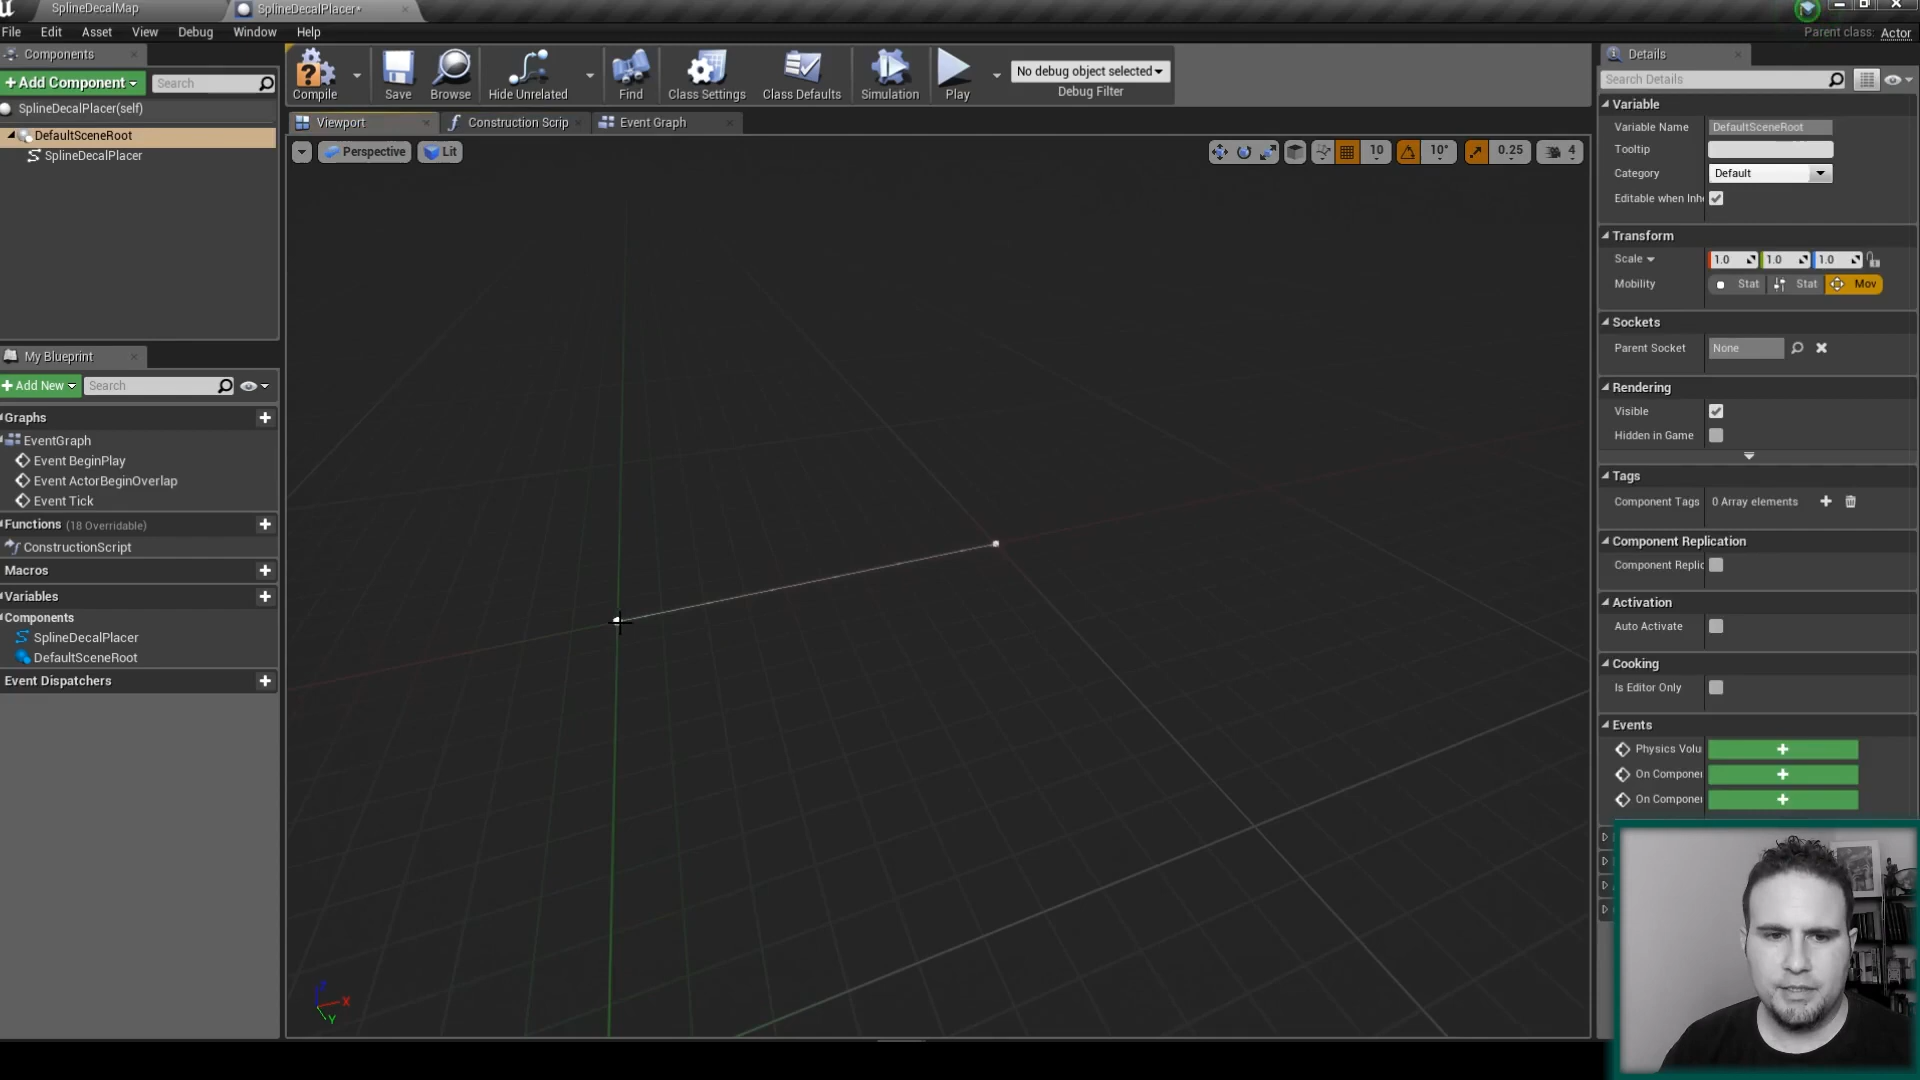 SplineDecalMap
SplineDecalPlacer*
File Edit Asset View Debug Window Help
Parent class: Actor
Components
+Add Component
Search
SplineDecalPlacer(self)
DefaultSceneRoot
SplineDecalPlacer
Compile
Save
Browse
Hide Unrelated
Find
Class Settings
Class Defaults
Simulation
Play
No debug object selected
Debug Filter
Viewport
Construction Scrip
Event Graph
Perspective
Lit
10
10°
0.25
4
My Blueprint
+Add New
Search
Graphs
EventGraph
Event BeginPlay
Event ActorBeginOverlap
Event Tick
Functions (18 Overridable)
ConstructionScript
Macros
Variables
Components
SplineDecalPlacer
DefaultSceneRoot
Event Dispatchers
X
Y
Details
Search Details
Variable
Variable Name DefaultSceneRoot
Tooltip
Category Default
Editable when Inh
Transform
Scale 1.0 1.0 1.0
Mobility Stat Stat Mov
Sockets
Parent Socket None
Rendering
Visible
Hidden in Game
Tags
Component Tags 0 Array elements
Component Replication
Component Replic
Activation
Auto Activate
Cooking
Is Editor Only
Events
Physics Volu
On Componer
On Componer